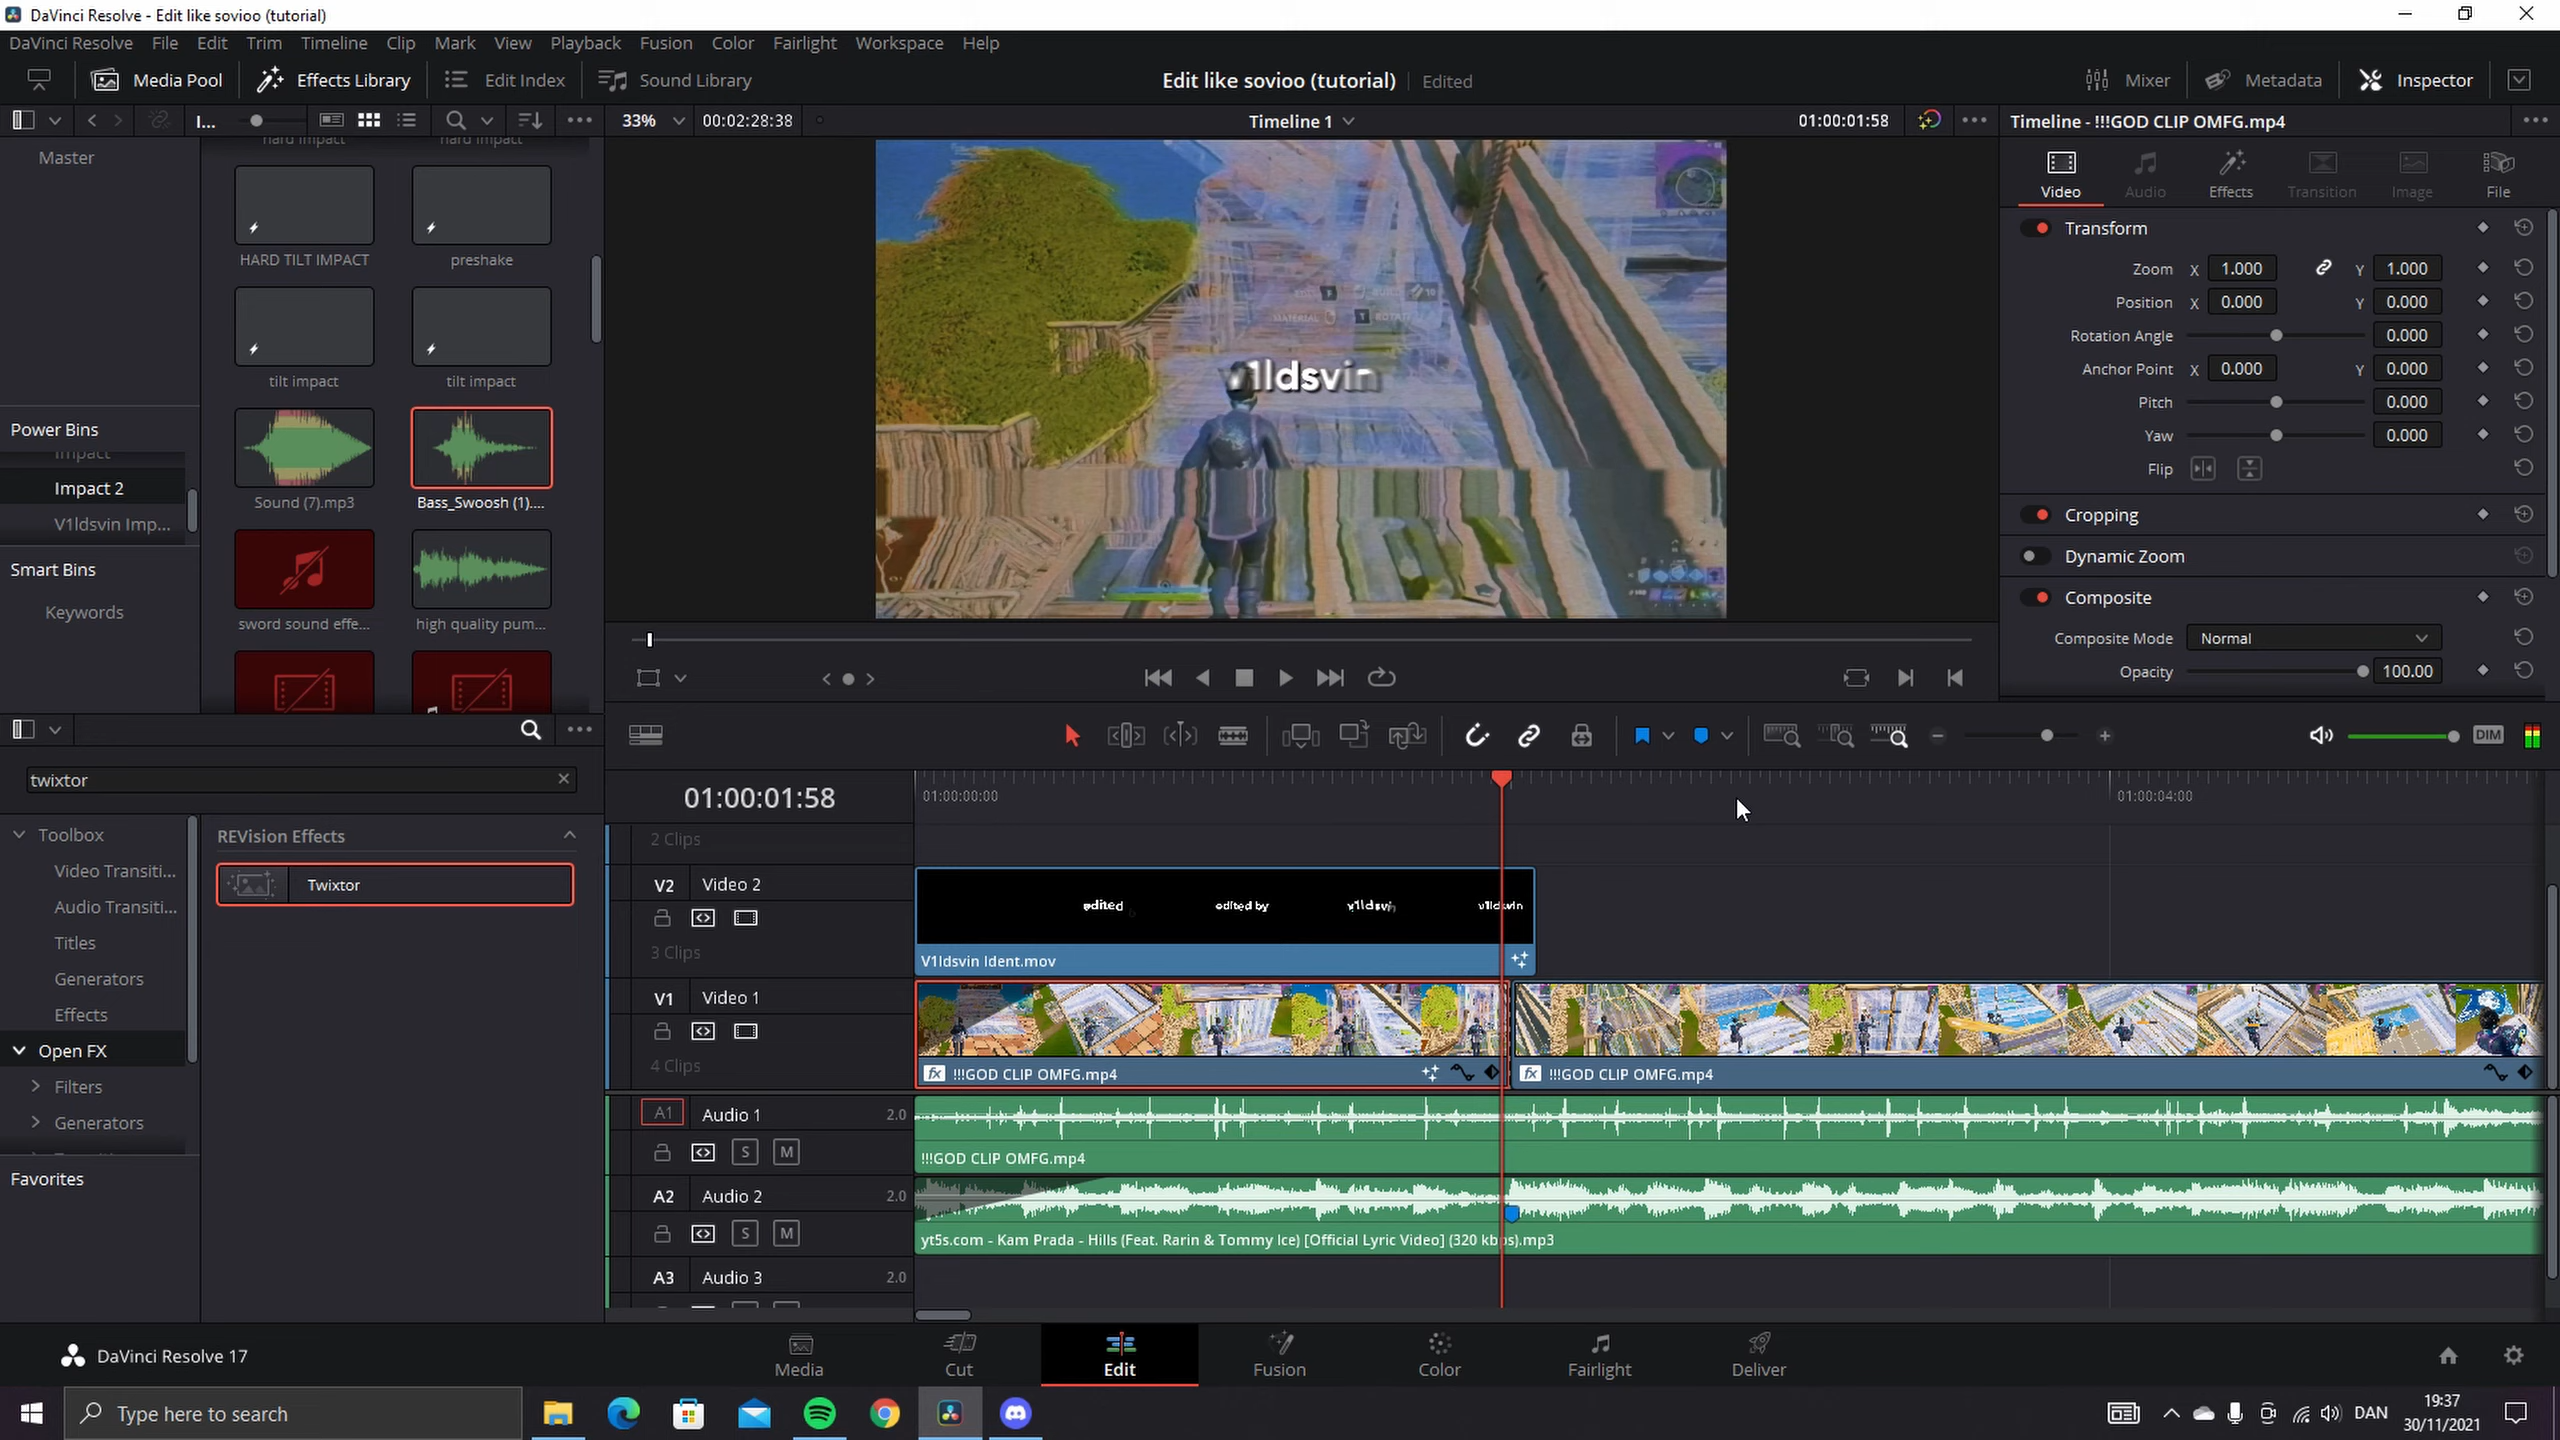 DaVinci Resolve - Edit like sovioo (tutorial)
DaVinci Resolve File Edit Trim Timeline Clip Mark View Playback Fusion Color Fairlight Workspace Help
Media Pool Effects Library Edit Index Sound Library Edit like sovioo (tutorial) Edited Mixer Metadata Inspector
I... 33% 00:02:28:38 Timeline 1 01:00:01:58 Timeline - !!!GOD CLIP OMFG.mp4
Master
hard impact hard impact
HARD TILT IMPACT preshake
tilt impact tilt impact
Sound (7).mp3 Bass_Swoosh (1)....
sword sound effe... high quality pum...
Power Bins
Impact
Impact 2
V1ldsvin Imp...
Smart Bins
Keywords
v1ldsvin
Video Audio Effects Transition Image File
Transform
Zoom X 1.000 Y 1.000
Position X 0.000 Y 0.000
Rotation Angle 0.000
Anchor Point X 0.000 Y 0.000
Pitch 0.000
Yaw 0.000
Flip
Cropping
Dynamic Zoom
Composite
Composite Mode Normal
Opacity 100.00
DIM
twixtor
Toolbox
Video Transiti...
Audio Transiti...
Titles
Generators
Effects
Open FX
Filters
Generators
Favorites
REVision Effects
Twixtor
01:00:01:58 01:00:00:00 01:00:04:00
2 Clips
V2 Video 2
3 Clips
edited edited by v1ldsvin v1ldsvin
V1ldsvin Ident.mov
V1 Video 1
4 Clips
fx !!!GOD CLIP OMFG.mp4 fx !!!GOD CLIP OMFG.mp4
A1 Audio 1 2.0
S M
!!!GOD CLIP OMFG.mp4
A2 Audio 2 2.0
S M
yt5s.com - Kam Prada - Hills (Feat. Rarin & Tommy Ice) [Official Lyric Video] (320 kbps).mp3
A3 Audio 3 2.0
DaVinci Resolve 17
Media Cut Edit Fusion Color Fairlight Deliver
Type here to search
DAN
19:37
30/11/2021